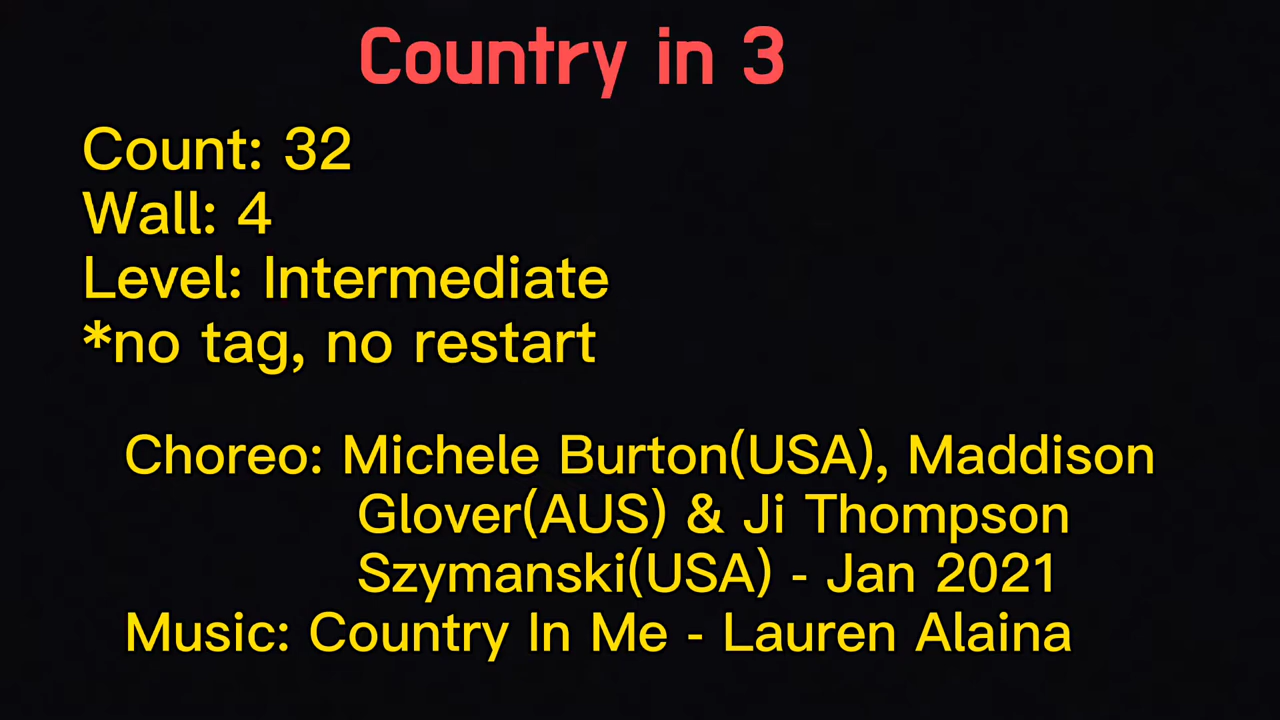 Country in 3
Count: 32
Wall: 4
Level: Intermediate
*no tag, no restart
Choreo: Michele Burton(USA), Maddison
Glover(AUS) & Ji Thompson
Szymanski(USA) - Jan 2021
Music: Country In Me - Lauren Alaina